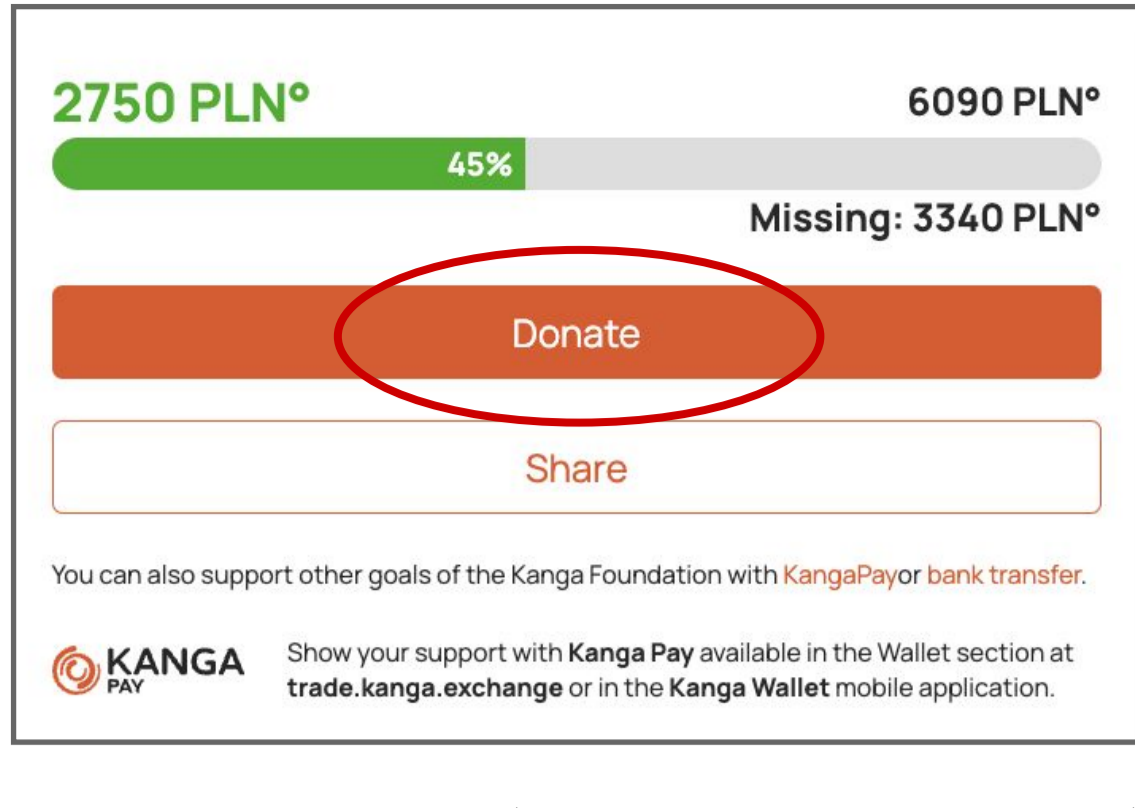 2750 PLN°
6090 PLN°
45%
Missing: 3340 PLN°
Donate
Share
You can also support other goals of the Kanga Foundation with KangaPayor bank transfer.
KANGA
PAY
Show your support with Kanga Pay available in the Wallet section at
trade.kanga.exchange or in the Kanga Wallet mobile application.